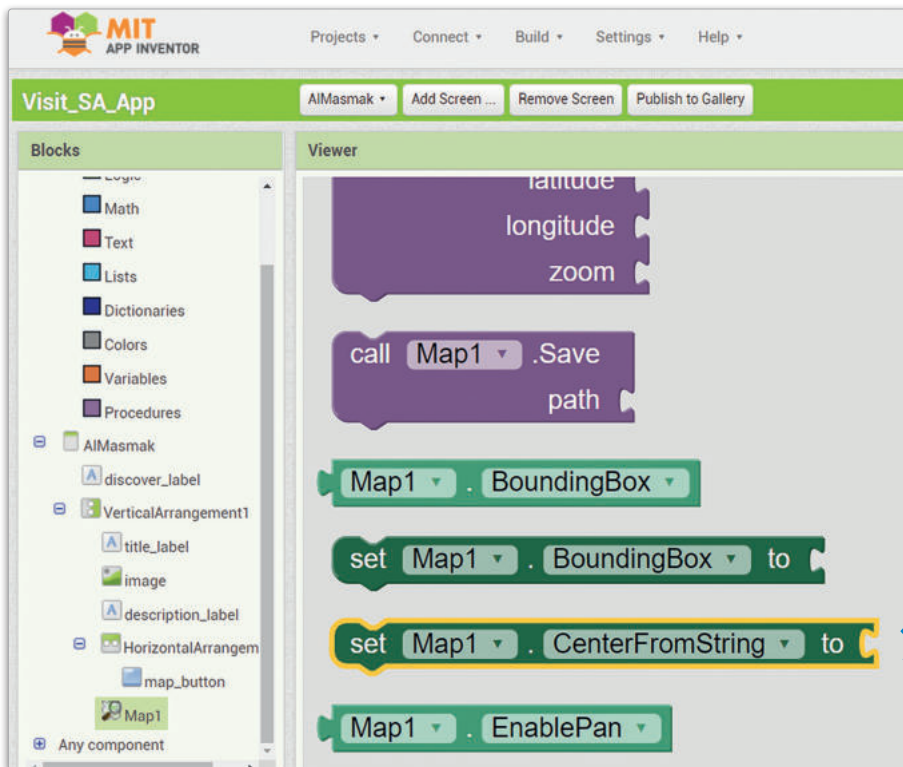 MIT
APP INVENTOR
Projects
Connect
Build
Settings
Help
Visit_SA_App
AlMasmak
Add Screen ...
Remove Screen
Publish to Gallery
Blocks
Viewer
Logic
Math
Text
Lists
Dictionaries
Colors
Variables
Procedures
AlMasmak
discover_label
VerticalArrangement1
title_label
image
description_label
HorizontalArrangem
map_button
Map1
Any component
latitude
longitude
zoom
call Map1 .Save
path
Map1 . BoundingBox
set Map1 . BoundingBox to
set Map1 . CenterFromString to
Map1 . EnablePan